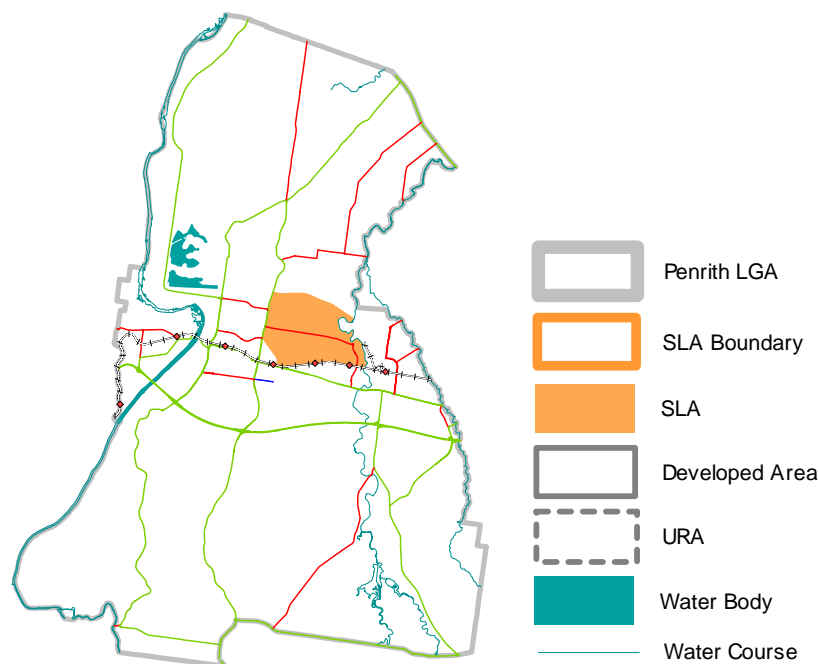 Penrith LGA
SLA Boundary
SLA
Developed Area
URA
Water Body
Water Course